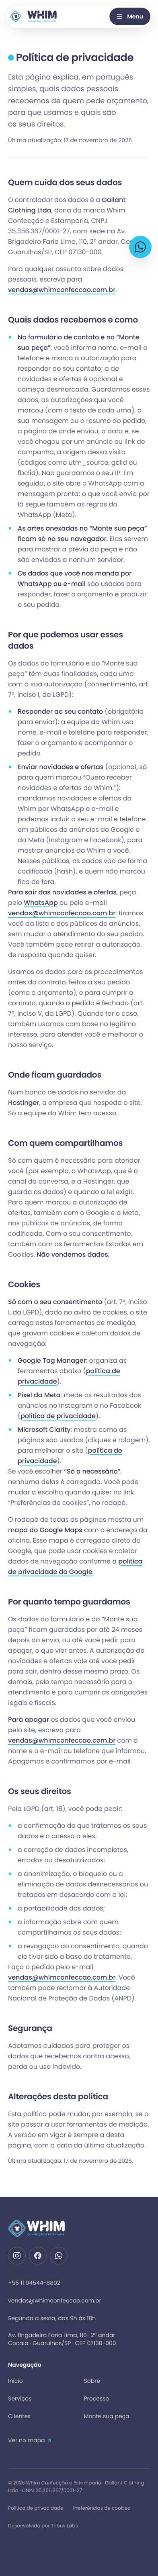 WHIM
Menu
Política de privacidade
Esta página explica, em português
simples, quais dados pessoais
recebemos de quem pede orçamento,
para que usamos e quais são
os seus direitos.
Última atualização: 17 de novembro de 2026
Quem cuida dos seus dados
O controlador dos dados é a Gallant
Clothing Ltda, dona da marca Whim
Confecção e Estamparia, CNPJ
35.356.367/0001-27, com sede na Av.
Brigadeiro Faria Lima, 110, 2º andar, Cocaia,
Guarulhos/SP, CEP 07130-000.
Para qualquer assunto sobre dados
pessoais, escreva para
vendas@whimconfeccao.com.br.
Quais dados recebemos e como
No formulário de contato e no “Monte
sua peça”, você informa nome, e-mail e
telefone e marca a autorização para
responder ao seu contato; a de
novidades e ofertas é opcional e
começa desmarcada. Guardamos esses
dados, as autorizações que você
marcou (com o texto de cada uma), a
sua mensagem ou o resumo do pedido,
a página de onde enviou, a data e, se
você chegou por um anúncio ou link de
campanha, a origem dessa visita
(códigos como os utm_source, gclid ou
fbclid). Não guardamos o seu IP. Em
seguida, o site abre o WhatsApp com a
mensagem pronta; o que você envia por
lá segue também as regras do
WhatsApp (Meta).
As artes anexadas no “Monte sua peça”
ficam só no seu navegador. Elas servem
para mostrar a prévia da peça e não
são enviadas a nenhum servidor.
Os dados que você nos manda por
WhatsApp ou e-mail são usados para
responder, fazer o orçamento e produzir
o seu pedido.
Por que podemos usar esses
dados
Os dados do formulário e do “Monte sua
peça” têm duas finalidades, cada uma
com a sua autorização (consentimento, art.
7º, inciso I, da LGPD):
Responder ao seu contato (obrigatória
para enviar): a equipe da Whim usa
nome, e-mail e telefone para responder,
fazer o orçamento e acompanhar o
pedido.
Enviar novidades e ofertas (opcional, só
para quem marcou “Quero receber
novidades e ofertas da Whim.”):
mandamos novidades e ofertas da
Whim por WhatsApp e e-mail e
podemos incluir o seu e-mail e telefone
em públicos de anúncios do Google e
da Meta (Instagram e Facebook), para
mostrar anúncios da Whim a você.
Nesses públicos, os dados vão de forma
codificada (hash), e quem não marcou
não entra.
Para sair das novidades e ofertas, peça
pelo WhatsApp ou pelo e-mail
vendas@whimconfeccao.com.br: tiramos
você da lista e dos públicos de anúncios,
do mesmo jeito, também para quem
autorizou. Você pode retirar a autorização
de resposta quando quiser.
Usamos os dados para os procedimentos
antes do contrato, feitos a seu pedido
(como o orçamento), e para cumprir o
contrato, quando o pedido é fechado (art.
7º, inciso V, da LGPD). Quando for o caso,
também usamos com base no legítimo
interesse, para atender você e melhorar o
nosso serviço.
Onde ficam guardados
Num banco de dados no servidor da
Hostinger, a empresa que hospeda o site.
Só a equipe da Whim tem acesso.
Com quem compartilhamos
Só com quem é necessário para atender
você (por exemplo, o WhatsApp, que é o
canal da conversa, e a Hostinger, que
guarda os dados) e quando a lei exigir.
Para quem autorizou novidades e
ofertas, também com o Google e a Meta,
nos públicos de anúncios, de forma
codificada. Com o seu consentimento,
também com as ferramentas listadas em
Cookies. Não vendemos dados.
Cookies
Só com o seu consentimento (art. 7º, inciso
I, da LGPD), dado no aviso de cookies, o site
carrega ferramentas de medição,
que gravam cookies e coletam dados de
navegação:
Google Tag Manager: organiza as
ferramentas abaixo (política de
privacidade).
Pixel da Meta: mede os resultados dos
anúncios no Instagram e no Facebook
(política de privacidade).
Microsoft Clarity: mostra como as
páginas são usadas (cliques e rolagem),
para melhorar o site (política de
privacidade).
Se você escolher “Só o necessário”,
nenhuma delas é carregada. Você pode
mudar de ideia quando quiser no link
“Preferências de cookies”, no rodapé.
O rodapé de todas as páginas mostra um
mapa do Google Maps com o endereço da
oficina. Esse mapa é carregado direto do
Google, que pode usar cookies e coletar
dados de navegação conforme a política
de privacidade do Google.
Por quanto tempo guardamos
Os dados do formulário e do “Monte sua
peça” ficam guardados por até 24 meses
depois do envio, ou até você pedir para
apagar, o que vier antes. A autorização de
novidades e ofertas vale até você pedir
para sair, dentro desse mesmo prazo. Os
demais, pelo tempo necessário para o
atendimento e para cumprir as obrigações
legais e fiscais.
Para apagar os dados que você enviou
pelo site, escreva para
vendas@whimconfeccao.com.br com o
nome e o e-mail ou telefone que informou.
Apagamos e confirmamos por e-mail.
Os seus direitos
Pela LGPD (art. 18), você pode pedir:
a confirmação de que tratamos os seus
dados e o acesso a eles;
a correção de dados incompletos,
errados ou desatualizados;
a anonimização, o bloqueio ou a
eliminação de dados desnecessários ou
tratados em desacordo com a lei;
a portabilidade dos dados;
a informação sobre com quem
compartilhamos os seus dados;
a revogação do consentimento, quando
ele tiver sido a base do tratamento.
Faça o pedido pelo e-mail
vendas@whimconfeccao.com.br. Você
também pode reclamar à Autoridade
Nacional de Proteção de Dados (ANPD).
Segurança
Adotamos cuidados para proteger os
dados que recebemos contra acesso,
perda ou uso indevido.
Alterações desta política
Esta política pode mudar, por exemplo, se o
site passar a usar ferramentas de medição.
A versão em vigor é sempre a desta
página, com a data da última atualização.
Última atualização: 17 de novembro de 2026.
WHIM
+55 11 94544-8802
vendas@whimconfeccao.com.br
Segunda a sexta, das 9h às 18h
Av. Brigadeiro Faria Lima, 110 · 2º andar
Cocaia · Guarulhos/SP · CEP 07130-000
Navegação
Início
Sobre
Serviços
Processo
Clientes
Monte sua peça
Ver no mapa
© 2026 Whim Confecção e Estamparia · Gallant Clothing
Ltda · CNPJ 35.356.367/0001-27
Política de privacidade
Preferências de cookies
Desenvolvido por Tribus Labs